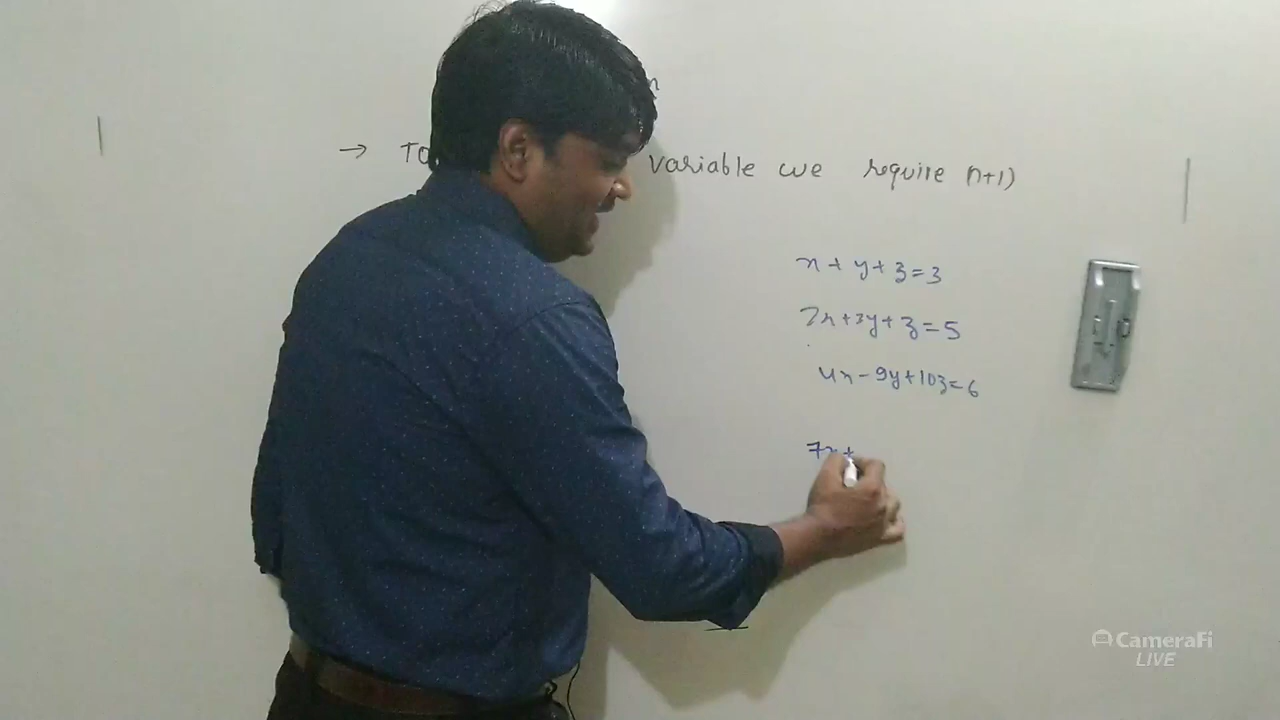 → To variable we require n+1)
x + y + z = 3
2x+3y+z=5
4x-9y+10z=6
7x+
CameraFi
LIVE